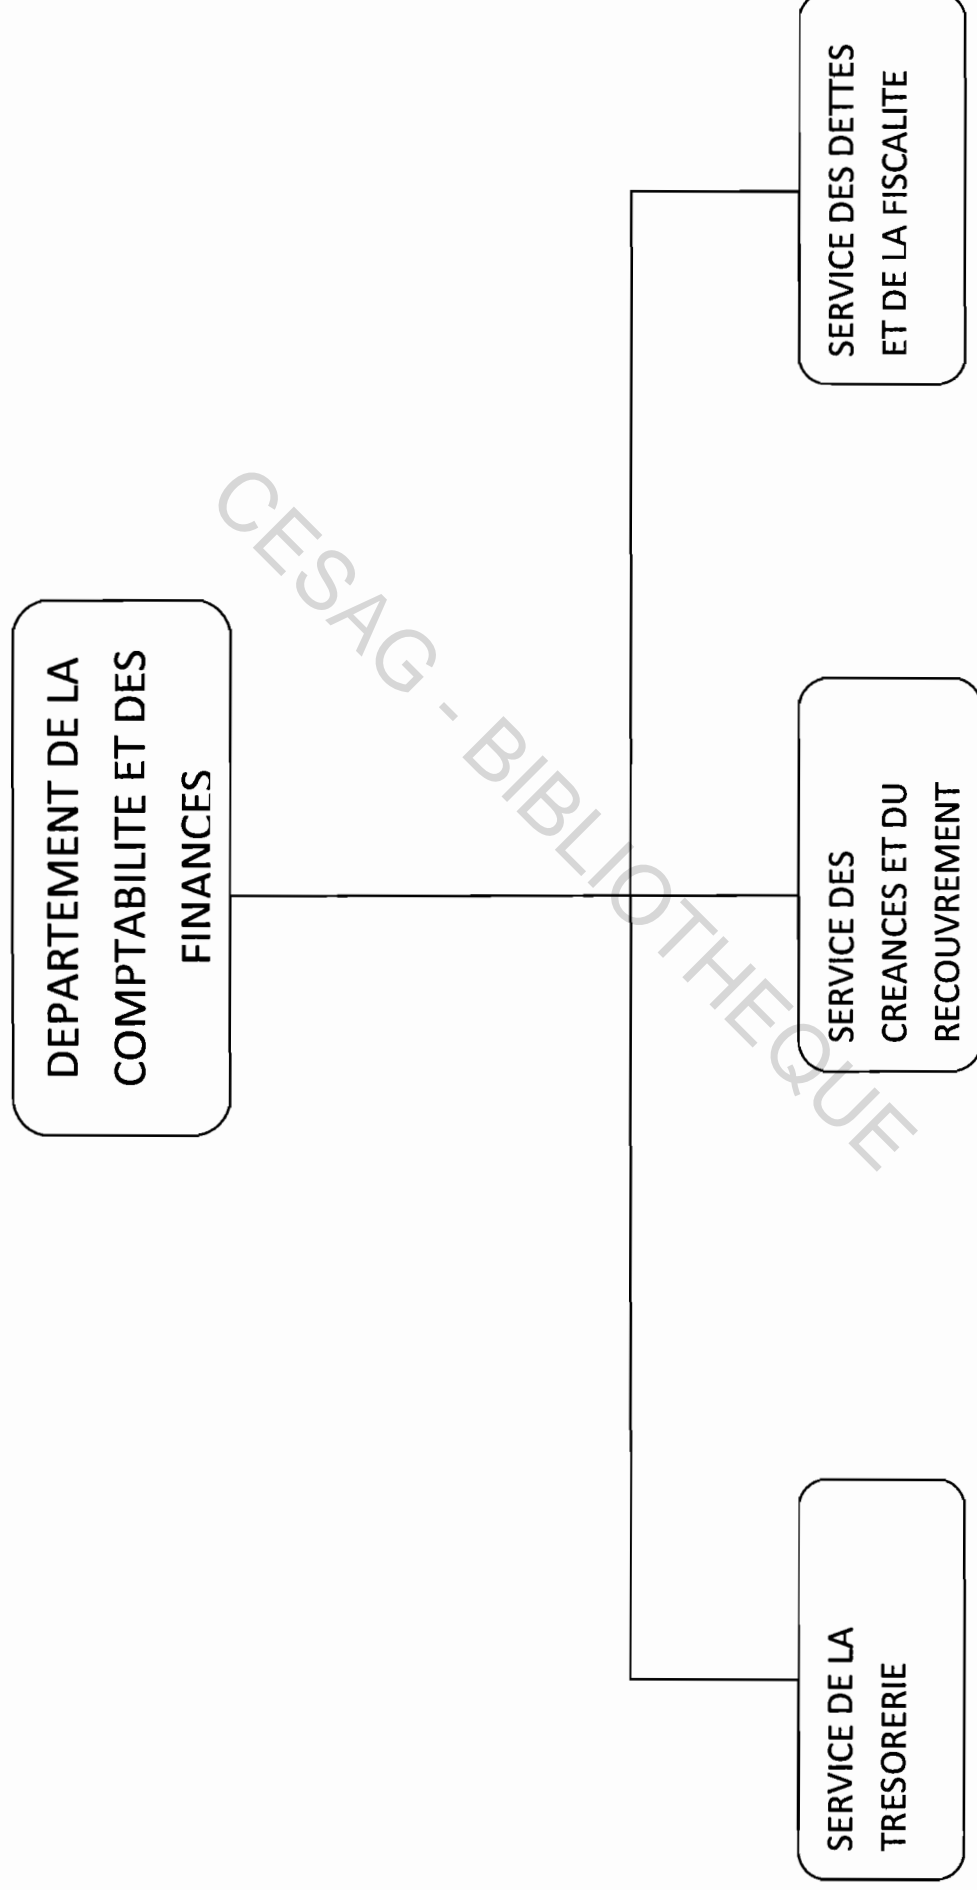 DEPARTEMENT DE LA
COMPTABILITE ET DES
FINANCES
SERVICE DE LA
TRESORERIE
SERVICE DES
CREANCES ET DU
RECOUVREMENT
SERVICE DES DETTES
ET DE LA FISCALITE
CESAG - BIBLIOTHEQUE